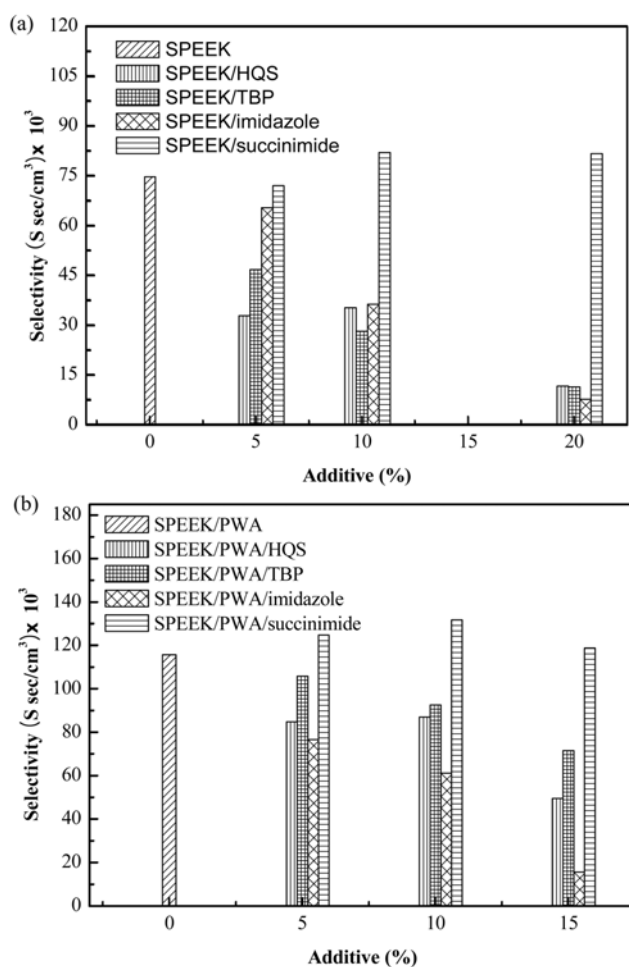 (a)
120
105
90
75
60
45
30
15
0
Selectivity (S sec/cm³)x 10³
SPEEK
SPEEK/HQS
SPEEK/TBP
SPEEK/imidazole
SPEEK/succinimide
0 5 10 15 20
Additive (%)
(b)
180
160
140
120
100
80
60
40
20
0
Selectivity (S sec/cm³)x 10³
SPEEK/PWA
SPEEK/PWA/HQS
SPEEK/PWA/TBP
SPEEK/PWA/imidazole
SPEEK/PWA/succinimide
0 5 10 15
Additive (%)